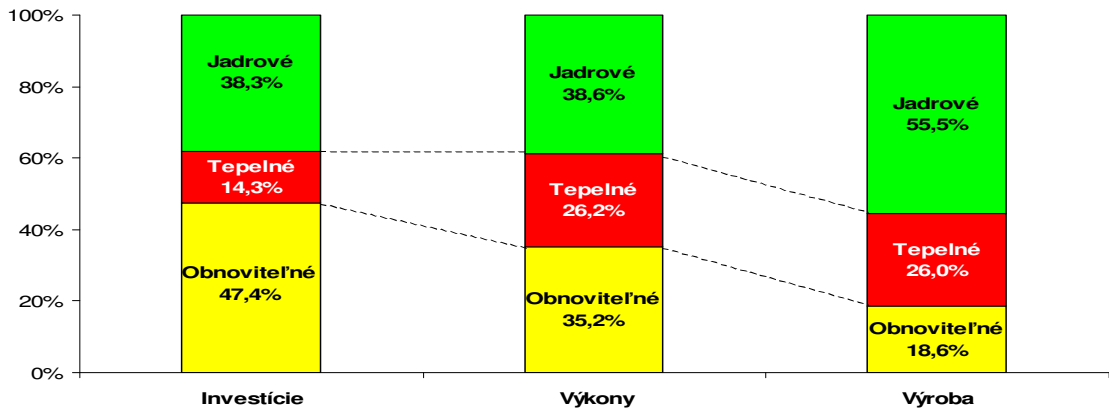 100%
80%
60%
40%
20%
0%
Jadrové
38,3%
Tepelné
14,3%
Obnoviteľné
47,4%
Jadrové
38,6%
Tepelné
26,2%
Obnoviteľné
35,2%
Jadrové
55,5%
Tepelné
26,0%
Obnoviteľné
18,6%
Investície
Výkony
Výroba